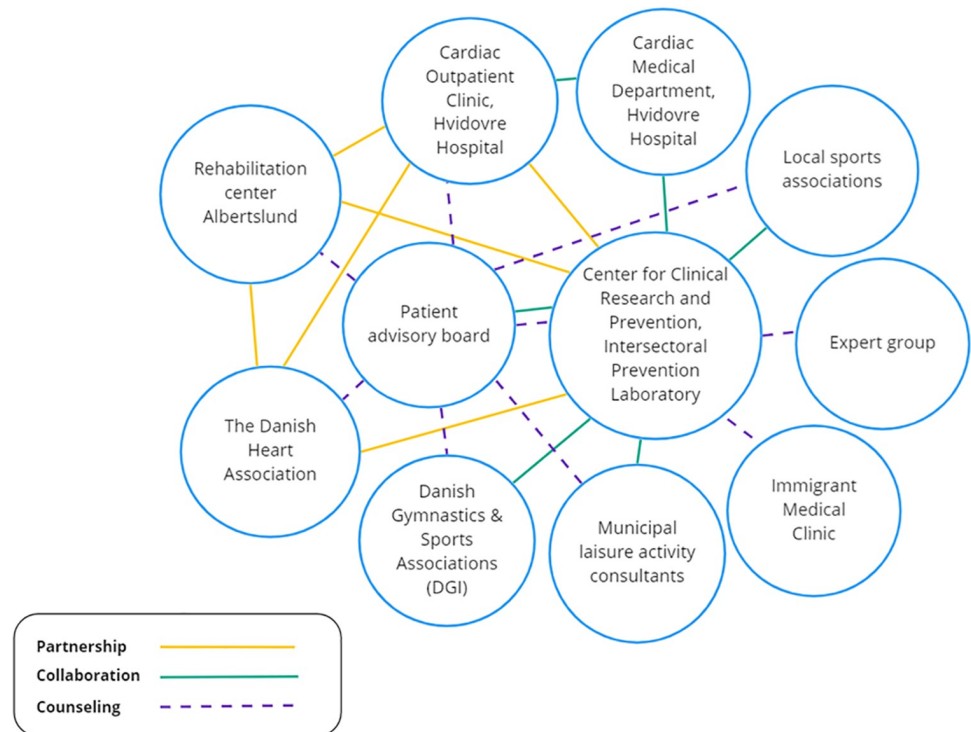 Cardiac
Outpatient
Clinic,
Hvidovre
Hospital
Cardiac
Medical
Department,
Hvidovre
Hospital
Local sports
associations
Rehabilitation
center
Albertslund
Patient
advisory board
Center for Clinical
Research and
Prevention,
Intersectoral
Prevention
Laboratory
Expert group
The Danish
Heart
Association
Danish
Gymnastics &
Sports
Associations
(DGI)
Municipal
laisure activity
consultants
Immigrant
Medical
Clinic
Partnership
Collaboration
Counseling